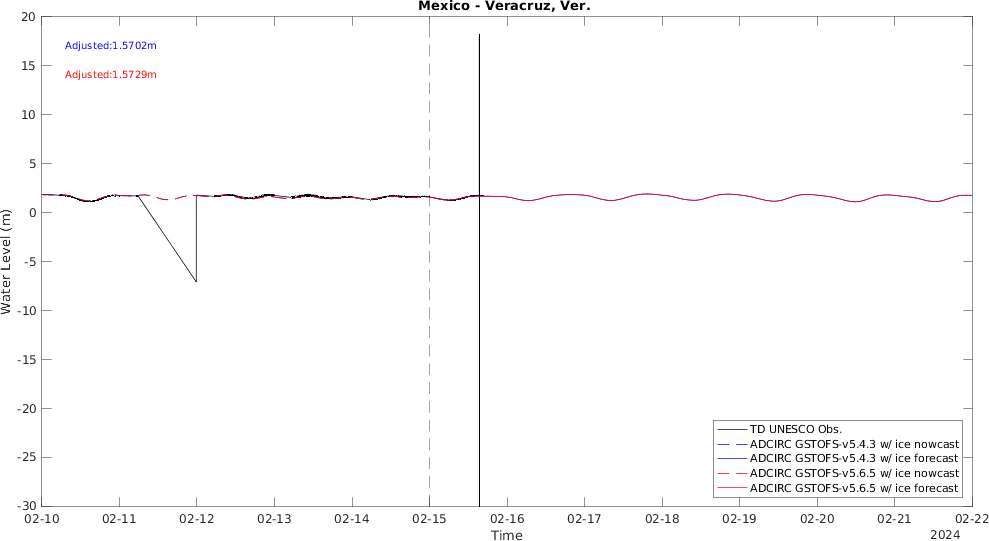 Mexico - Veracruz, Ver.
20
15
10
5
0
-5
-10
-15
-20
-25
-30
Water Level (m)
Adjusted:1.5702m
Adjusted:1.5729m
TD UNESCO Obs.
ADCIRC GSTOFS-v5.4.3 w/ ice nowcast
ADCIRC GSTOFS-v5.4.3 w/ ice forecast
ADCIRC GSTOFS-v5.6.5 w/ ice nowcast
ADCIRC GSTOFS-v5.6.5 w/ ice forecast
02-10 02-11 02-12 02-13 02-14 02-15 02-16 02-17 02-18 02-19 02-20 02-21 02-22
Time
2024